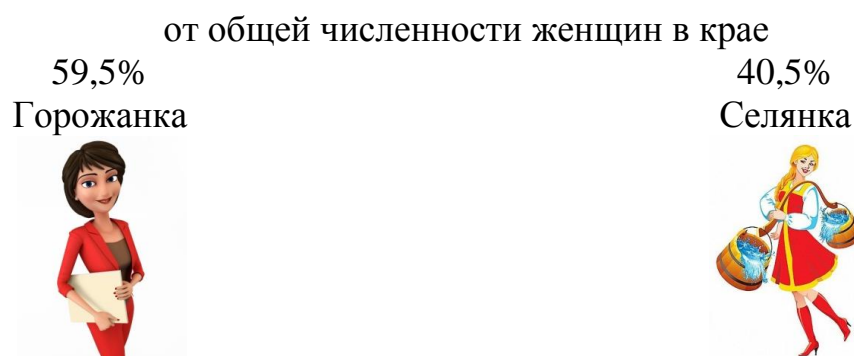 от общей численности женщин в крае
59,5% 40,5%
Горожанка Селянка